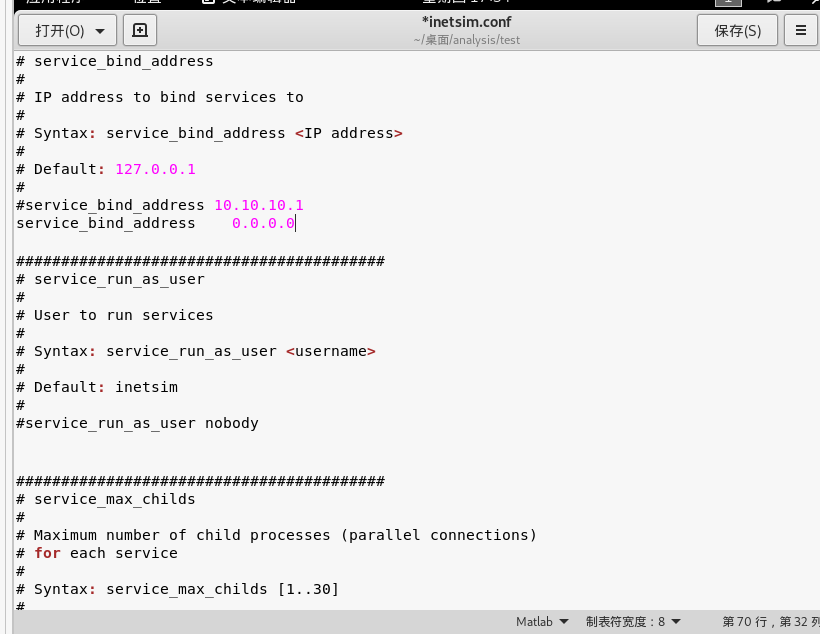 *inetsim.conf
打开(O)
保存(S)
~/桌面/analysis/test
# service_bind_address
#
# IP address to bind services to
#
# Syntax: service_bind_address <IP address>
#
# Default: 127.0.0.1
#
#service_bind_address 10.10.10.1
service_bind_address    0.0.0.0
#########################################
# service_run_as_user
#
# User to run services
#
# Syntax: service_run_as_user <username>
#
# Default: inetsim
#
#service_run_as_user nobody
#########################################
# service_max_childs
#
# Maximum number of child processes (parallel connections)
# for each service
#
# Syntax: service_max_childs [1..30]
#
Matlab 制表符宽度：8 第 70 行，第 32 列